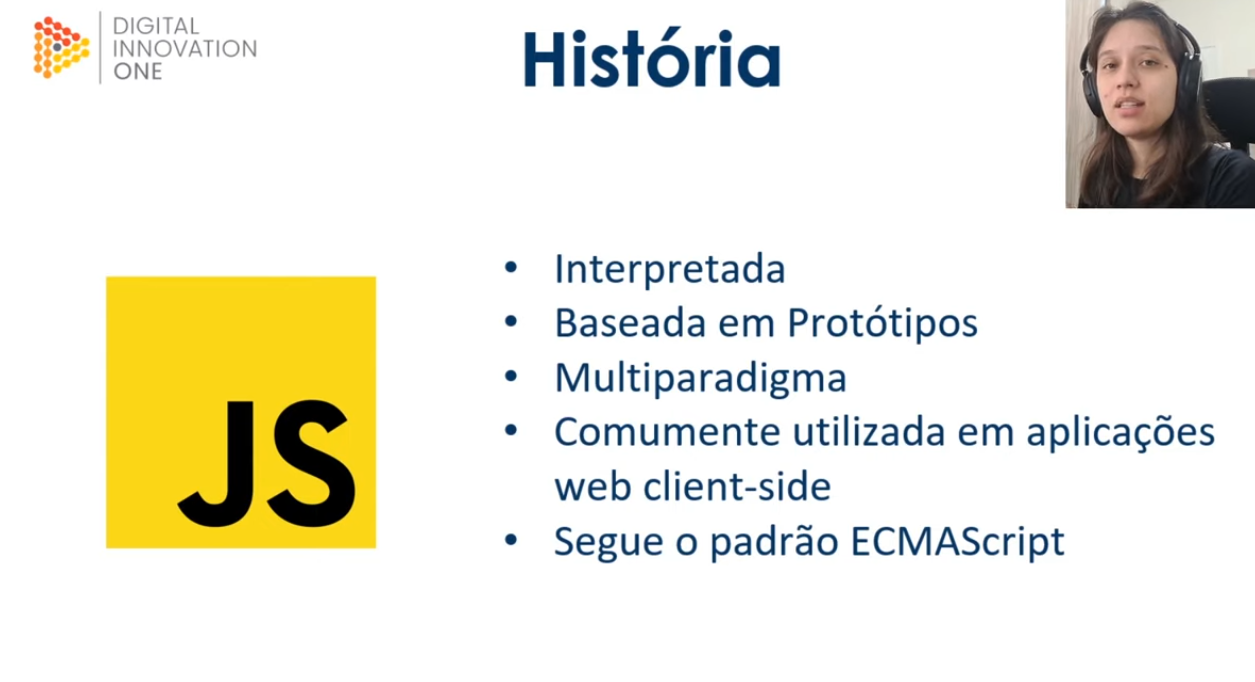 DIGITAL
INNOVATION
ONE
História
JS
• Interpretada
• Baseada em Protótipos
• Multiparadigma
• Comumente utilizada em aplicações
web client-side
• Segue o padrão ECMAScript